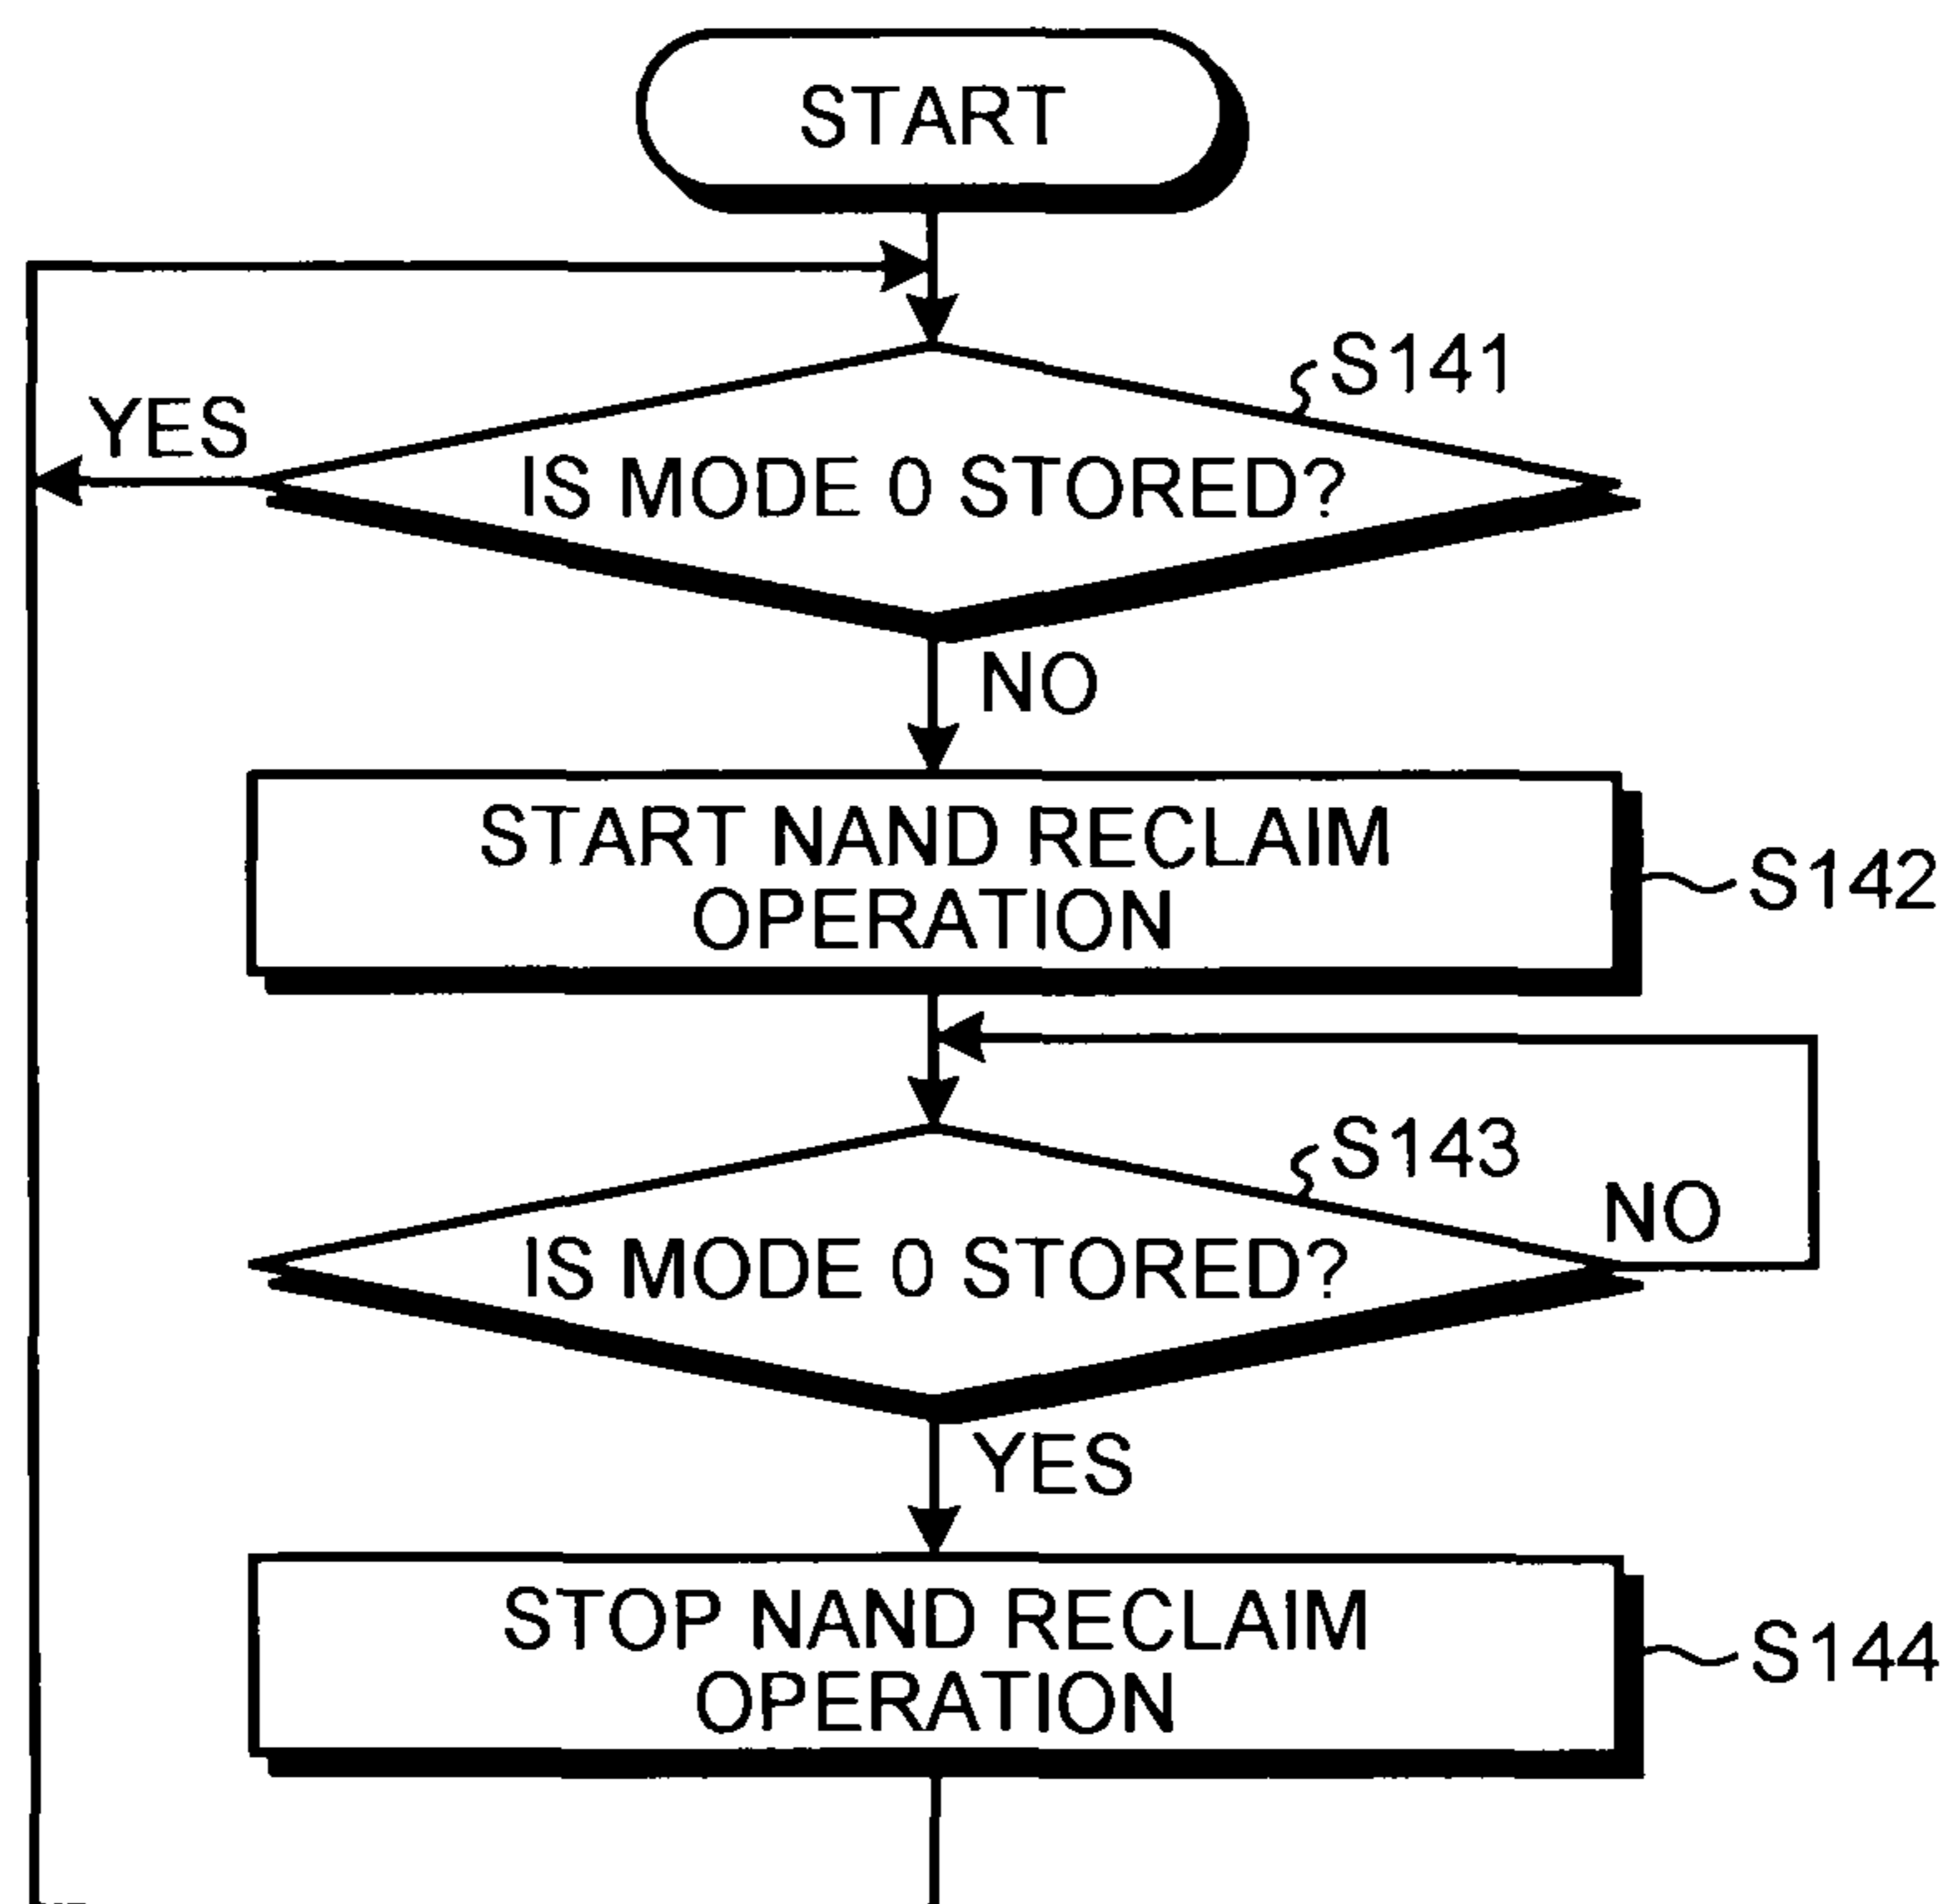 START
S141
YES
IS MODE 0 STORED?
NO
START NAND RECLAIM
OPERATION
S142
S143
NO
IS MODE 0 STORED?
YES
STOP NAND RECLAIM
OPERATION
S144